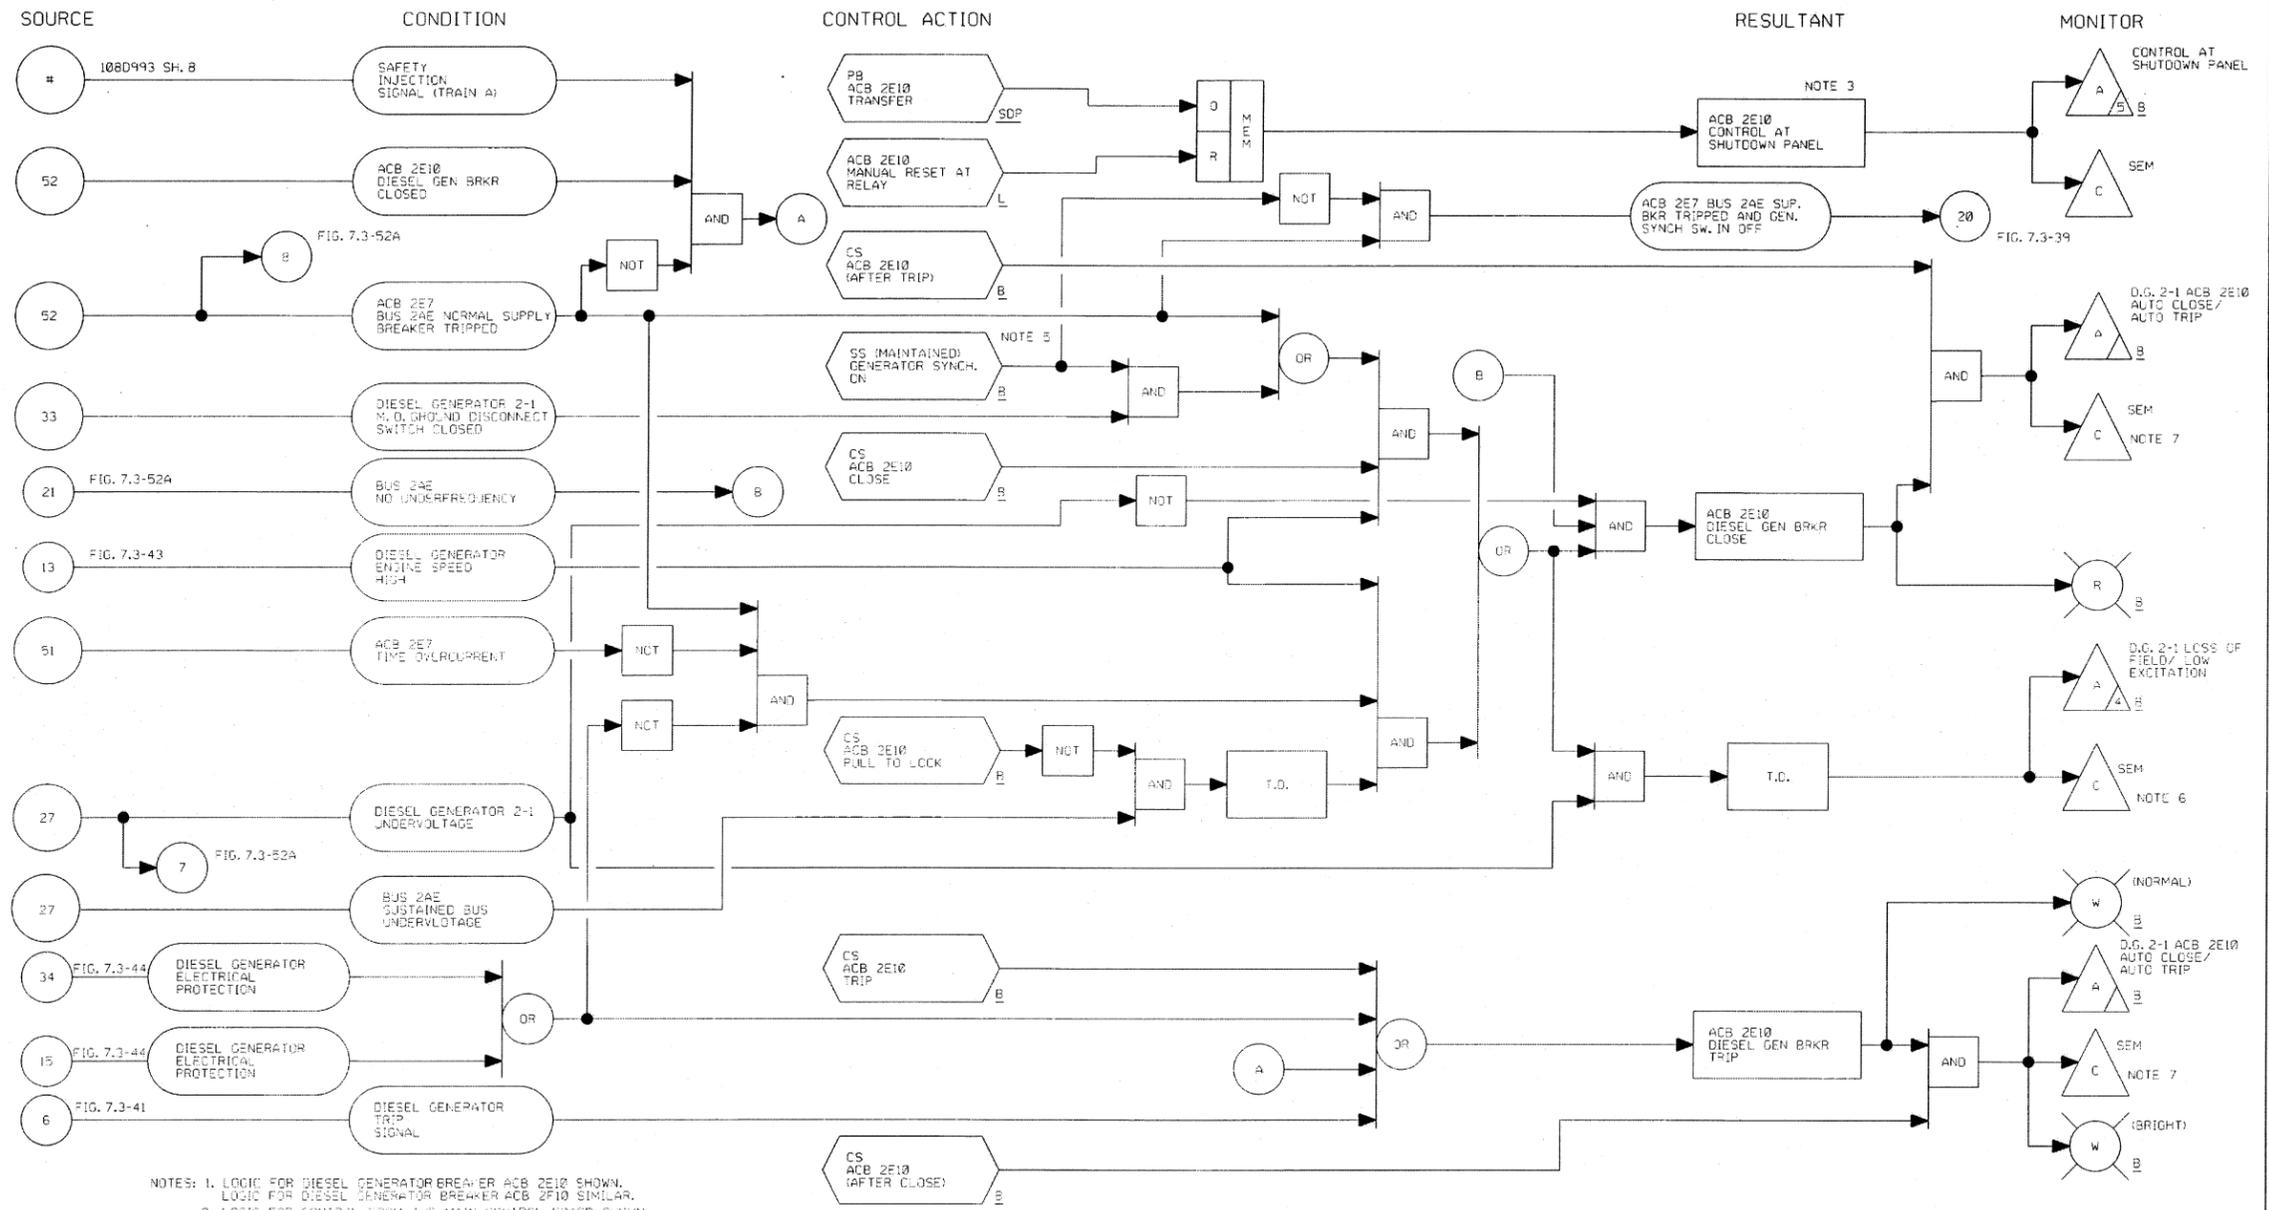 SOURCE
CONDITION
CONTROL ACTION
RESULTANT
MONITOR
#
108D993 SH. 8
SAFETY
INJECTION
SIGNAL (TRAIN A)
PB
ACB 2E10
TRANSFER
SDP
O
R
MEM
NOTE 3
ACB 2E10
CONTROL AT
SHUTDOWN PANEL
A
5
B
CONTROL AT
SHUTDOWN PANEL
52
ACB 2E10
DIESEL GEN BRKR
CLOSED
AND
A
ACB 2E10
MANUAL RESET AT
RELAY
L
NOT
AND
ACB 2E7 BUS 2AE SUP.
BKR TRIPPED AND GEN.
SYNCH SW. IN OFF
20
FIG. 7.3-39
C
SEM
8
FIG. 7.3-52A
NOT
CS
ACB 2E10
(AFTER TRIP)
B
52
ACB 2E7
BUS 2AE NORMAL SUPPLY
BREAKER TRIPPED
NOTE 5
SS (MAINTAINED)
GENERATOR SYNCH.
ON
B
AND
OR
B
AND
A
B
D.G. 2-1 ACB 2E10
AUTO CLOSE/
AUTO TRIP
33
DIESEL GENERATOR 2-1
M.O. GROUND DISCONNECT
SWITCH CLOSED
AND
C
SEM
NOTE 7
21
FIG. 7.3-52A
BUS 2AE
NO UNDERFREQUENCY
B
CS
ACB 2E10
CLOSE
B
NOT
AND
ACB 2E10
DIESEL GEN BRKR
CLOSE
13
FIG. 7.3-43
DIESEL GENERATOR
ENGINE SPEED
HIGH
OR
R
B
51
ACB 2E7
TIME OVERCURRENT
NOT
AND
NOT
A
4
B
D.G. 2-1 LOSS OF
FIELD/ LOW
EXCITATION
CS
ACB 2E10
PULL TO LOCK
B
NOT
AND
T.D.
AND
AND
T.D.
C
SEM
NOTE 6
27
DIESEL GENERATOR 2-1
UNDERVOLTAGE
7
FIG. 7.3-52A
27
BUS 2AE
SUSTAINED BUS
UNDERVLOTAGE
W
(NORMAL)
B
34
FIG. 7.3-44
DIESEL GENERATOR
ELECTRICAL
PROTECTION
OR
CS
ACB 2E10
TRIP
B
A
B
D.G. 2-1 ACB 2E10
AUTO CLOSE/
AUTO TRIP
15
FIG. 7.3-44
DIESEL GENERATOR
ELECTRICAL
PROTECTION
A
OR
ACB 2E10
DIESEL GEN BRKR
TRIP
AND
C
SEM
NOTE 7
6
FIG. 7.3-41
DIESEL GENERATOR
TRIP
SIGNAL
CS
ACB 2E10
(AFTER CLOSE)
B
W
(BRIGHT)
B
NOTES: 1. LOGIC FOR DIESEL GENERATOR BREAKER ACB 2E10 SHOWN.
LOGIC FOR DIESEL GENERATOR BREAKER ACB 2F10 SIMILAR.